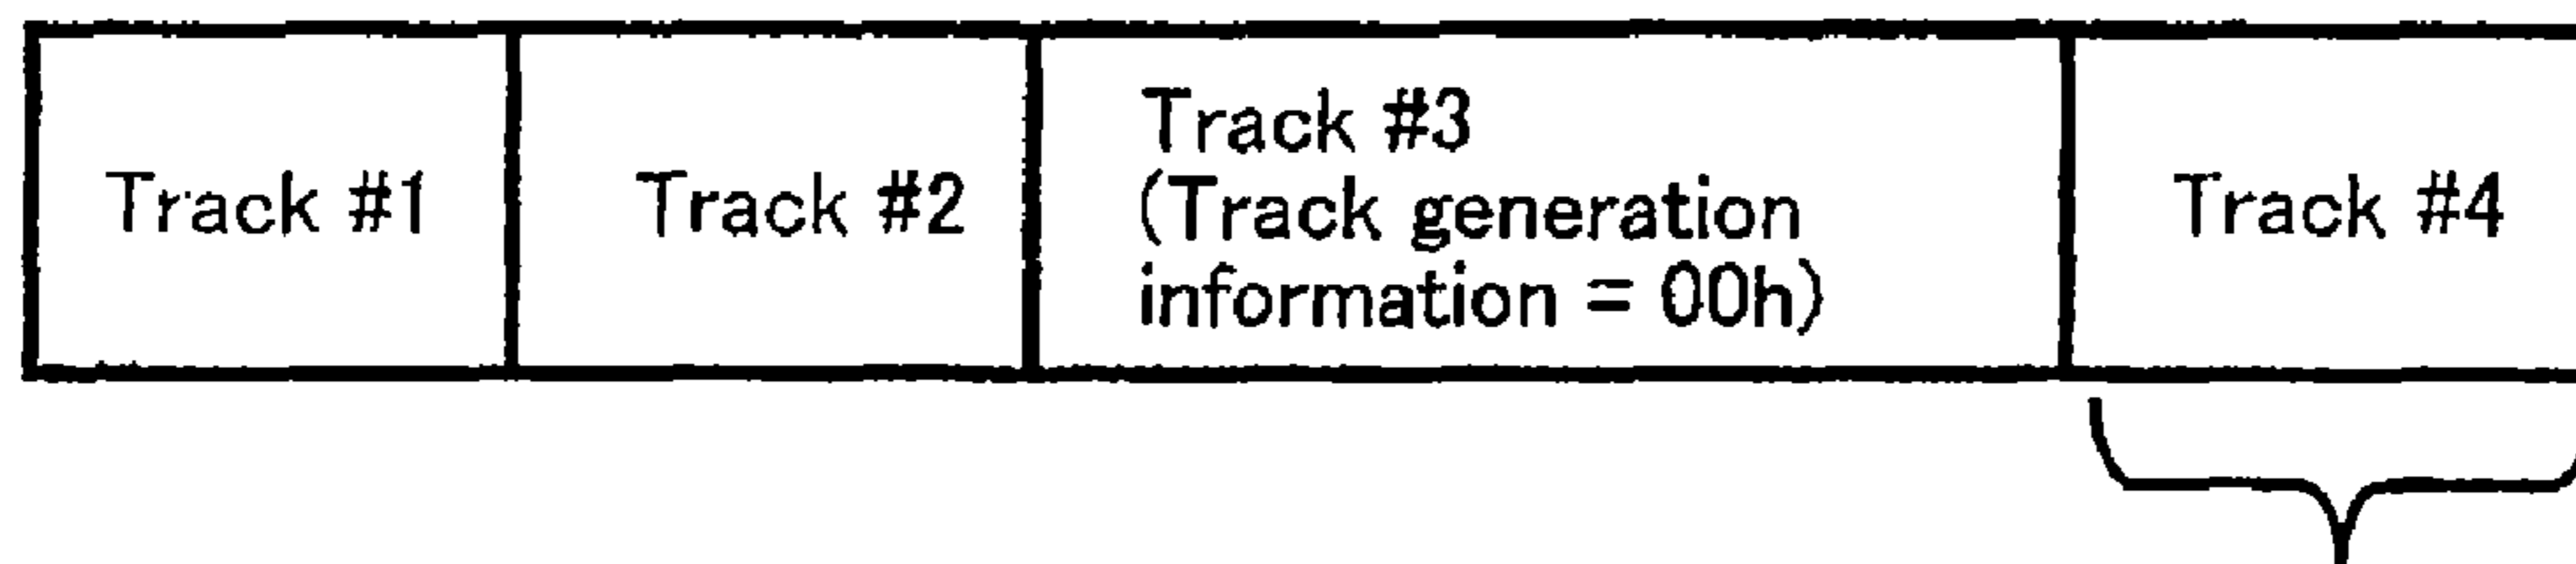 Track #1
Track #2
Track #3
(Track generation
information = 00h)
Track #4